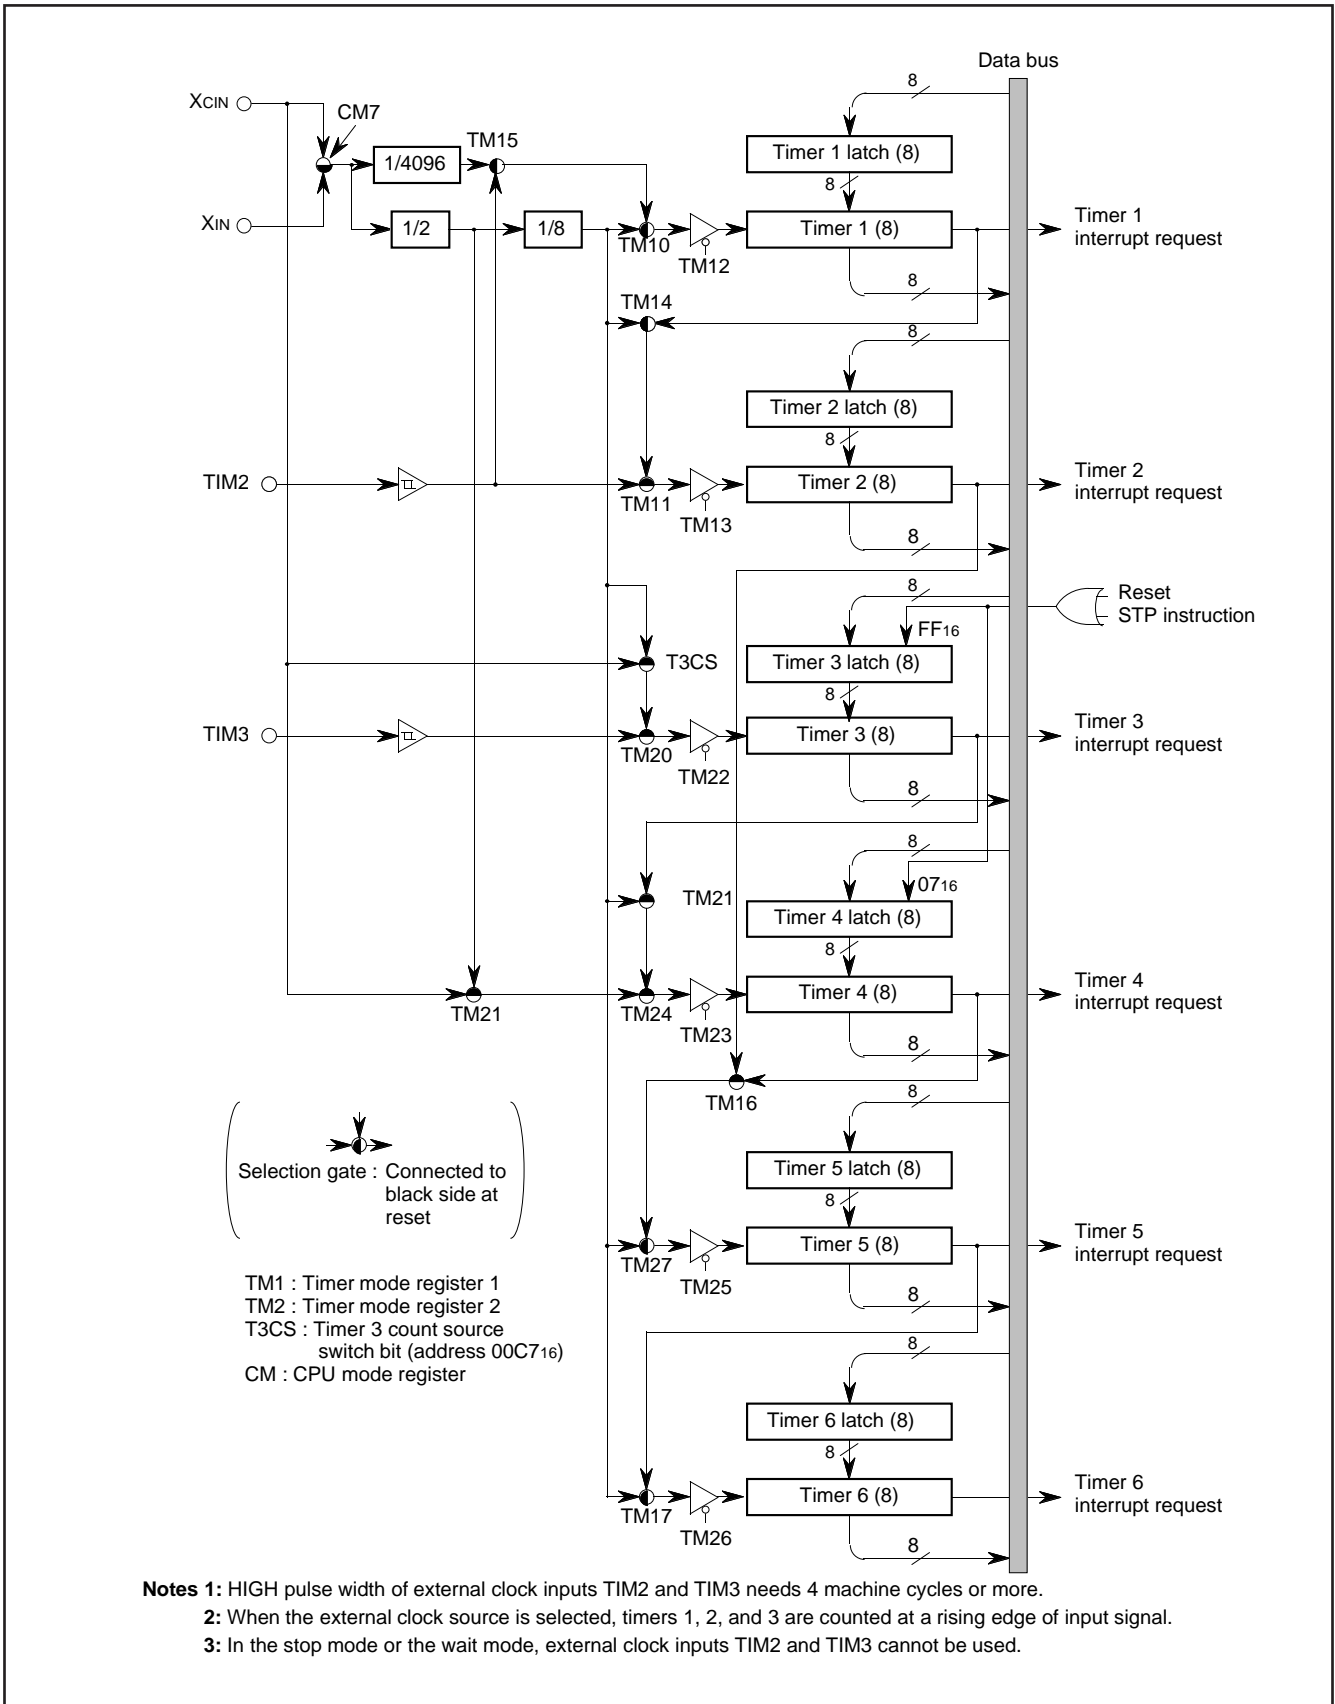 Data bus
8
XCIN
CM7
TM15
1/4096
Timer 1 latch (8)
8
XIN
1/2
1/8
TM10
TM12
Timer 1 (8)
Timer 1
interrupt request
8
TM14
8
Timer 2 latch (8)
8
TIM2
TM11
TM13
Timer 2 (8)
Timer 2
interrupt request
8
8
Reset
STP instruction
FF16
T3CS
Timer 3 latch (8)
8
TIM3
TM20
TM22
Timer 3 (8)
Timer 3
interrupt request
8
8
0716
TM21
Timer 4 latch (8)
8
TM21
TM24
TM23
Timer 4 (8)
Timer 4
interrupt request
8
TM16
8
Selection gate : Connected to
black side at
reset
Timer 5 latch (8)
8
TM27
TM25
Timer 5 (8)
Timer 5
interrupt request
8
TM1 : Timer mode register 1
TM2 : Timer mode register 2
T3CS : Timer 3 count source
switch bit (address 00C716)
CM : CPU mode register
8
Timer 6 latch (8)
8
TM17
TM26
Timer 6 (8)
Timer 6
interrupt request
8
Notes 1: HIGH pulse width of external clock inputs TIM2 and TIM3 needs 4 machine cycles or more.
2: When the external clock source is selected, timers 1, 2, and 3 are counted at a rising edge of input signal.
3: In the stop mode or the wait mode, external clock inputs TIM2 and TIM3 cannot be used.